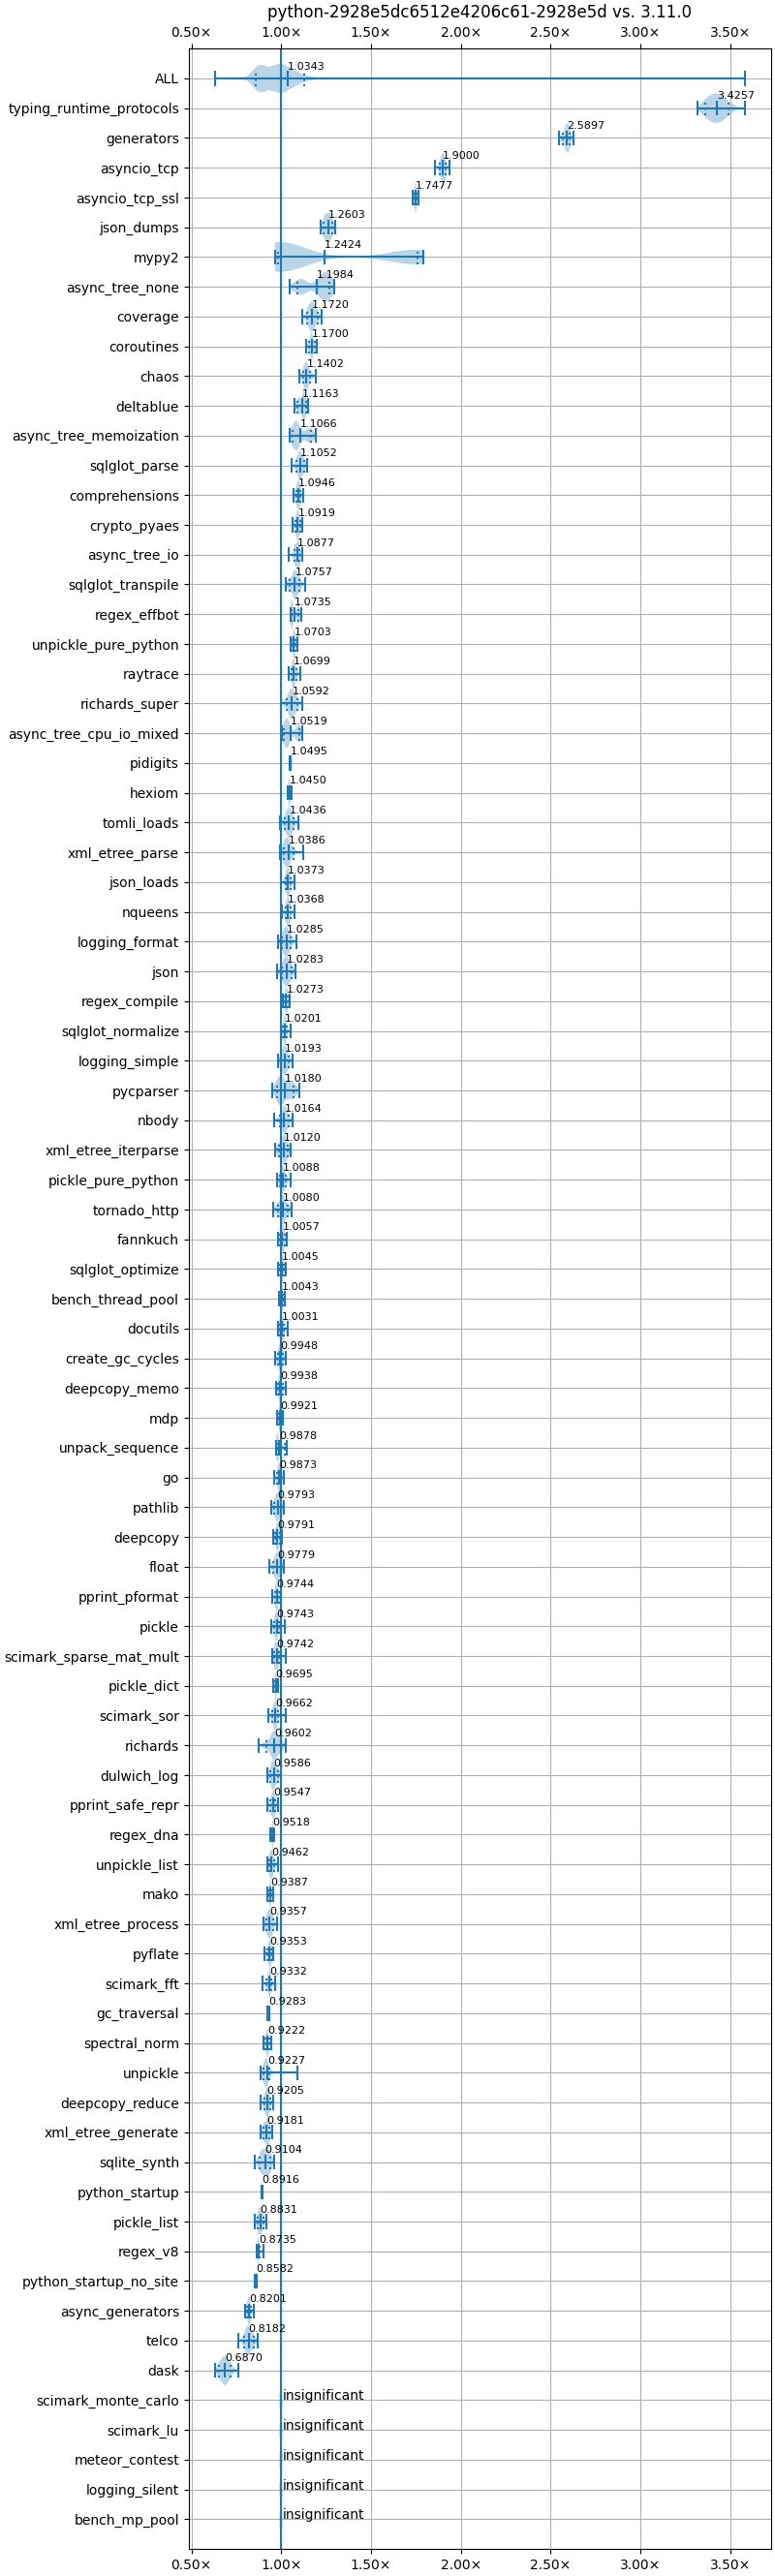 python-2928e5dc6512e4206c61-2928e5d vs. 3.11.0
0.50× 1.00× 1.50× 2.00× 2.50× 3.00× 3.50×
ALL 1.0343
typing_runtime_protocols 3.4257
generators 2.5897
asyncio_tcp 1.9000
asyncio_tcp_ssl 1.7477
json_dumps 1.2603
mypy2 1.2424
async_tree_none 1.1984
coverage 1.1720
coroutines 1.1700
chaos 1.1402
deltablue 1.1163
async_tree_memoization 1.1066
sqlglot_parse 1.1052
comprehensions 1.0946
crypto_pyaes 1.0919
async_tree_io 1.0877
sqlglot_transpile 1.0757
regex_effbot 1.0735
unpickle_pure_python 1.0703
raytrace 1.0699
richards_super 1.0592
async_tree_cpu_io_mixed 1.0519
pidigits 1.0495
hexiom 1.0450
tomli_loads 1.0436
xml_etree_parse 1.0386
json_loads 1.0373
nqueens 1.0368
logging_format 1.0285
json 1.0283
regex_compile 1.0273
sqlglot_normalize 1.0201
logging_simple 1.0193
pycparser 1.0180
nbody 1.0164
xml_etree_iterparse 1.0120
pickle_pure_python 1.0088
tornado_http 1.0080
fannkuch 1.0057
sqlglot_optimize 1.0045
bench_thread_pool 1.0043
docutils 1.0031
create_gc_cycles 0.9948
deepcopy_memo 0.9938
mdp 0.9921
unpack_sequence 0.9878
go 0.9873
pathlib 0.9793
deepcopy 0.9791
float 0.9779
pprint_pformat 0.9744
pickle 0.9743
scimark_sparse_mat_mult 0.9742
pickle_dict 0.9695
scimark_sor 0.9662
richards 0.9602
dulwich_log 0.9586
pprint_safe_repr 0.9547
regex_dna 0.9518
unpickle_list 0.9462
mako 0.9387
xml_etree_process 0.9357
pyflate 0.9353
scimark_fft 0.9332
gc_traversal 0.9283
spectral_norm 0.9222
unpickle 0.9227
deepcopy_reduce 0.9205
xml_etree_generate 0.9181
sqlite_synth 0.9104
python_startup 0.8916
pickle_list 0.8831
regex_v8 0.8735
python_startup_no_site 0.8582
async_generators 0.8201
telco 0.8182
dask 0.6870
scimark_monte_carlo insignificant
scimark_lu insignificant
meteor_contest insignificant
logging_silent insignificant
bench_mp_pool insignificant
0.50× 1.00× 1.50× 2.00× 2.50× 3.00× 3.50×